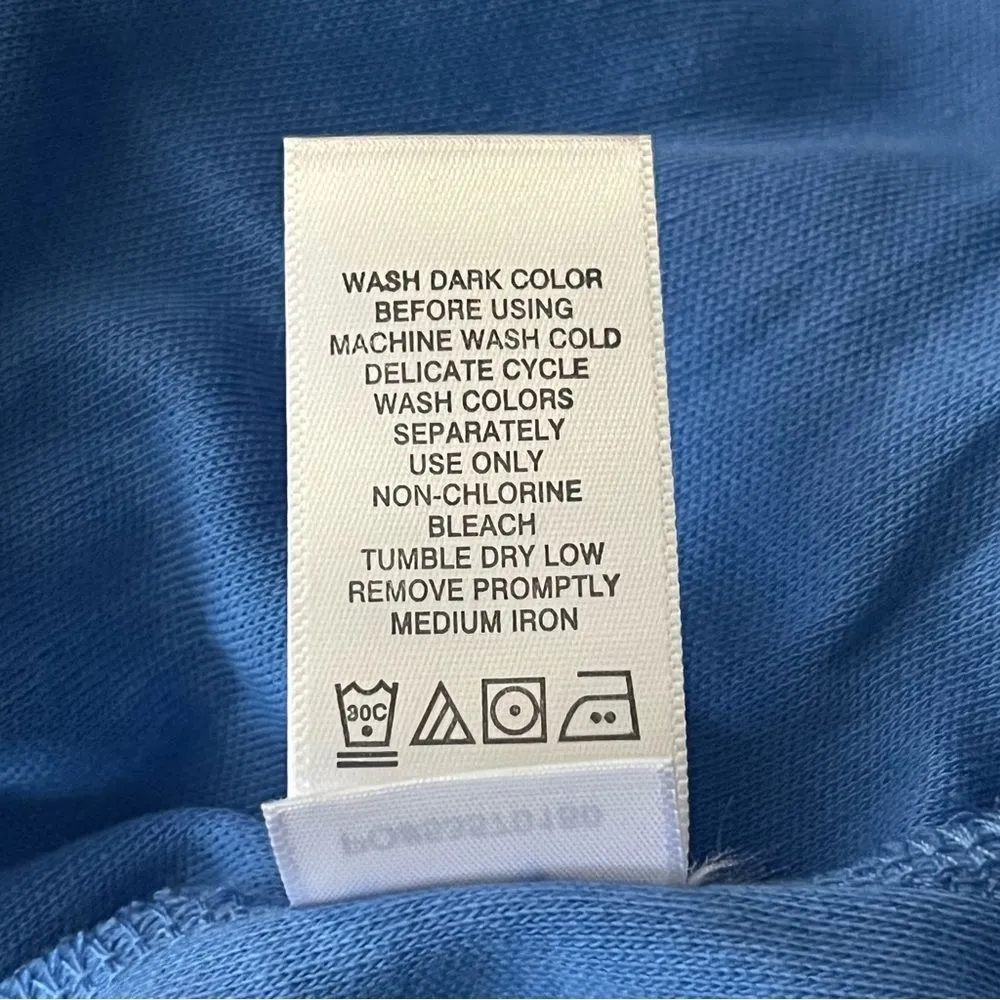 WASH DARK COLOR
BEFORE USING
MACHINE WASH COLD
DELICATE CYCLE
WASH COLORS
SEPARATELY
USE ONLY
NON-CHLORINE
BLEACH
TUMBLE DRY LOW
REMOVE PROMPTLY
MEDIUM IRON
30C